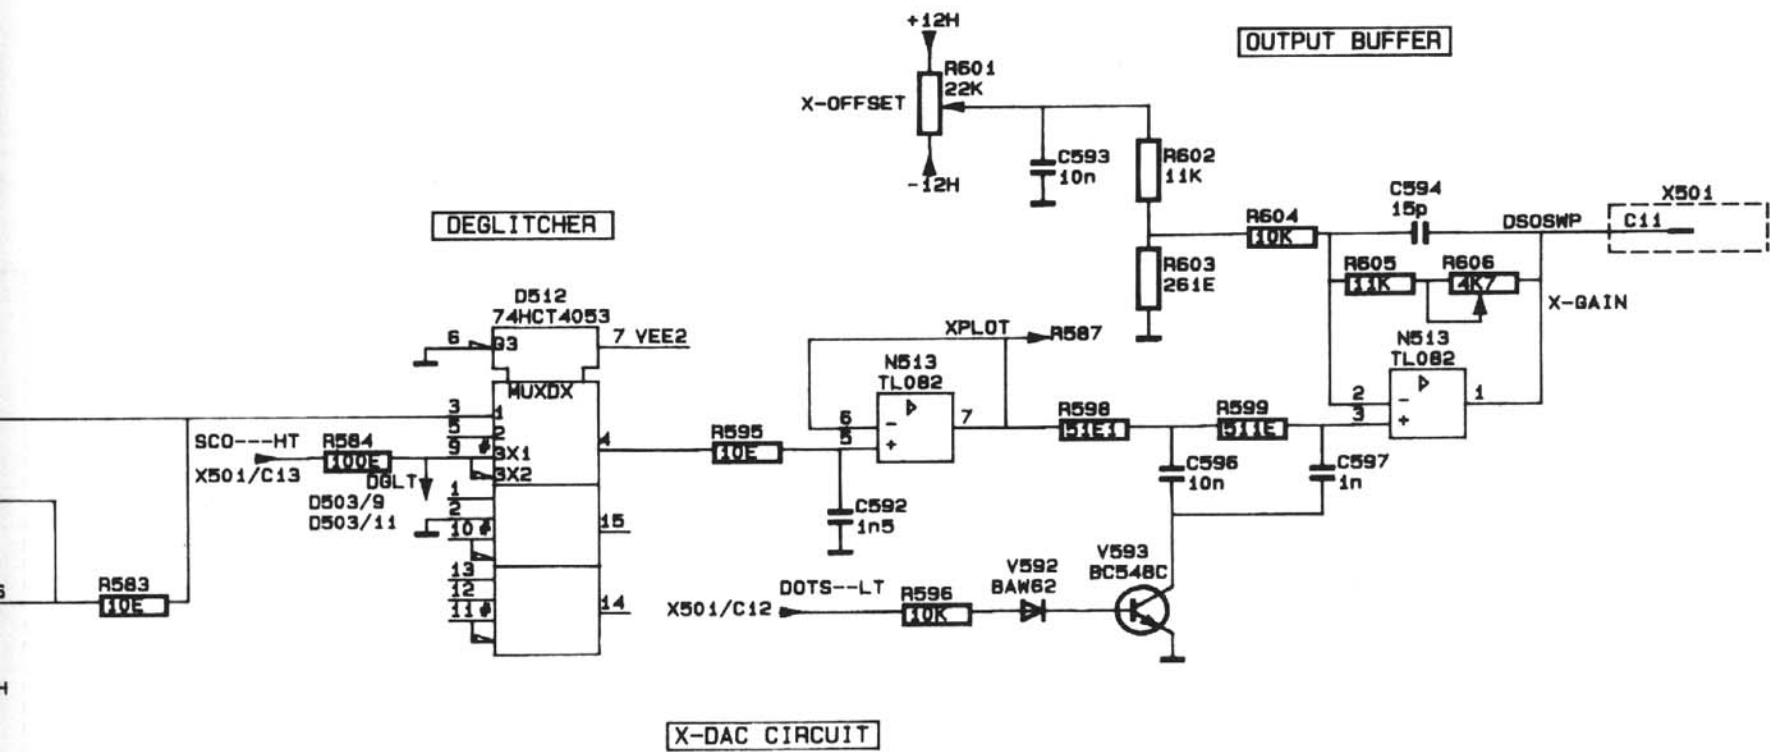 +12H
OUTPUT BUFFER
R601
22K
X-OFFSET
-12H
C593
10n
R602
11K
C594
15p
X501
R604
10K
DSOSWP
C11
DEGLITCHER
R603
261E
R605
11K
R606
4K7
X-GAIN
D512
74HCT4053
6
G3
7 VEE2
XPLOT
R587
N513
TL082
N513
TL082
MUXDX
3
1
5
2
9 #
3X1
3X2
4
SCO---HT
X501/C13
R584
100E
DGLT
D503/9
D503/11
R595
10E
6
-
5
+
7
R598
51E1
R599
511E
2
-
3
+
1
C596
10n
C597
1n
1
2
10 #
15
C592
1n5
13
12
11 #
14
R583
10E
DOTS--LT
X501/C12
R596
10K
V592
BAW62
V593
BC548C
X-DAC CIRCUIT